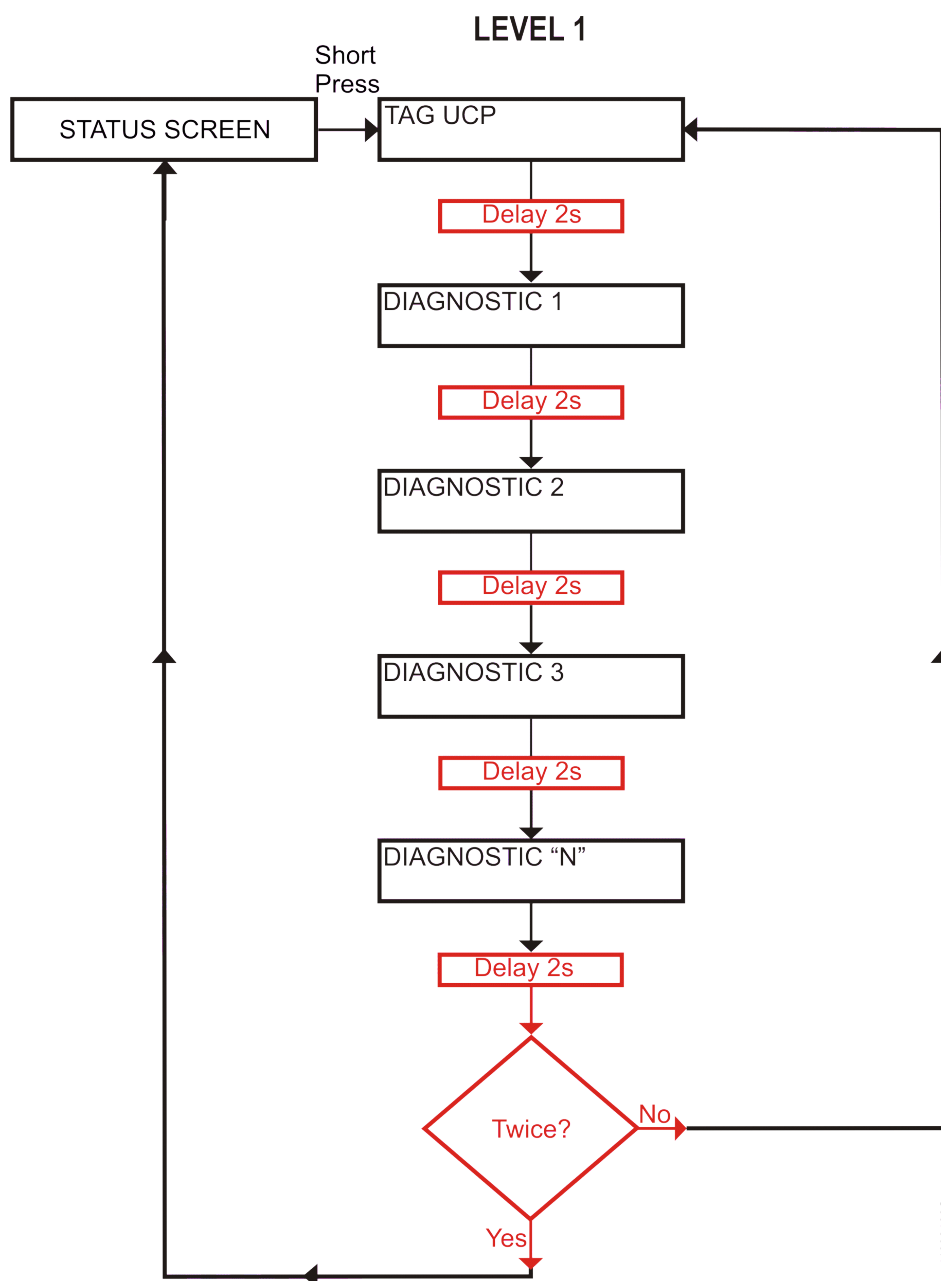 LEVEL 1
Short
Press
STATUS SCREEN
TAG UCP
Delay 2s
DIAGNOSTIC 1
Delay 2s
DIAGNOSTIC 2
Delay 2s
DIAGNOSTIC 3
Delay 2s
DIAGNOSTIC “N”
Delay 2s
Twice?
No
Yes